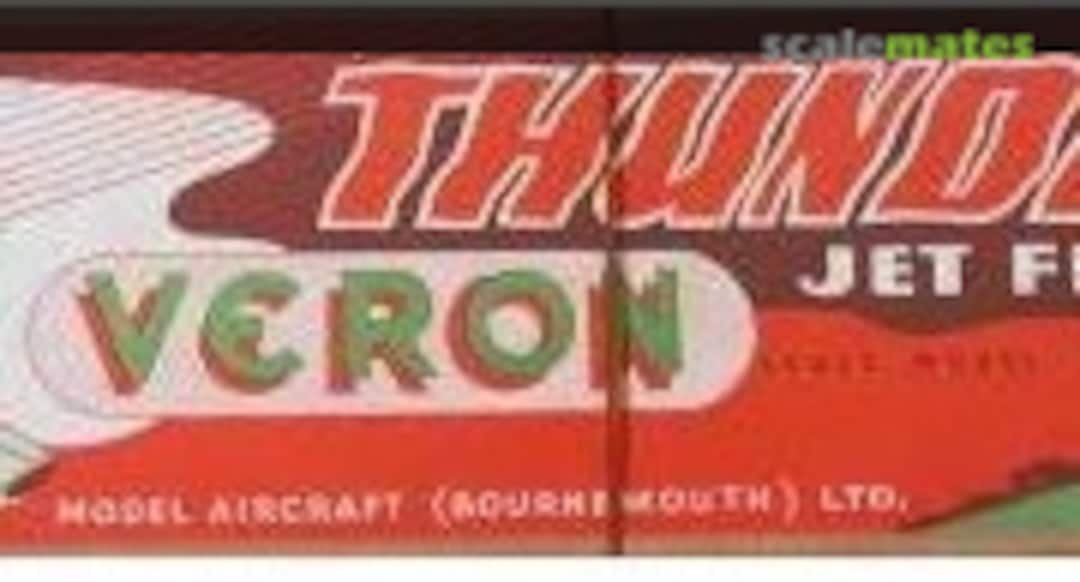 scalemates
THUND
JET F
VERON
MODEL AIRCRAFT (BOURNEMOUTH) LTD.